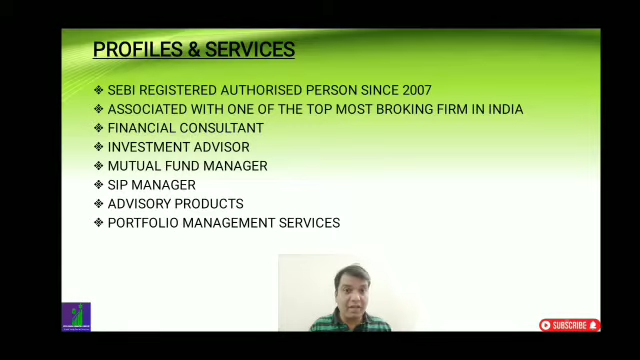 PROFILES & SERVICES
SEBI REGISTERED AUTHORISED PERSON SINCE 2007
ASSOCIATED WITH ONE OF THE TOP MOST BROKING FIRM IN INDIA
FINANCIAL CONSULTANT
INVESTMENT ADVISOR
MUTUAL FUND MANAGER
SIP MANAGER
ADVISORY PRODUCTS
PORTFOLIO MANAGEMENT SERVICES
SUBSCRIBE